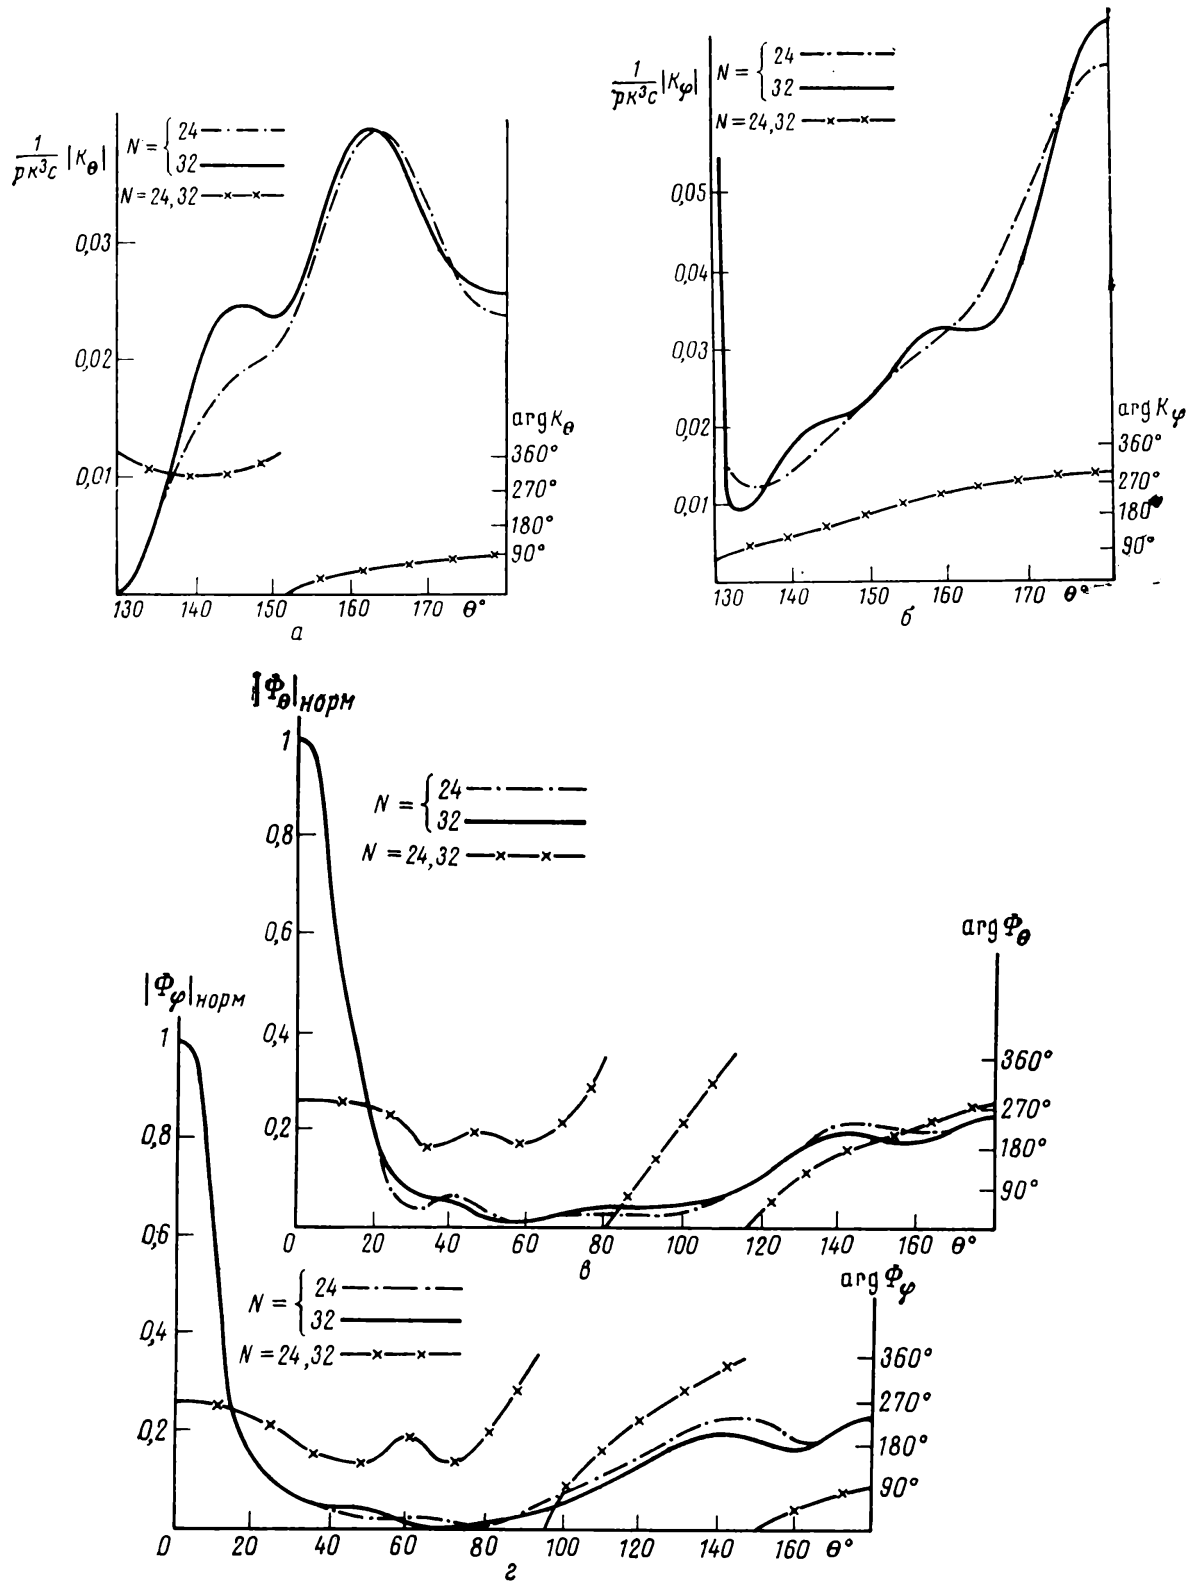 1/pк³c |K_θ|
N = { 24
32
N = 24, 32
0,03
0,02
0,01
arg K_θ
360°
270°
180°
90°
130 140 150 160 170 θ°
а
1/pк³c |K_φ|
N = { 24
32
N = 24, 32
0,05
0,04
0,03
0,02
0,01
arg K_φ
360°
270°
180°
90°
130 140 150 160 170 θ°
б
|Φ_θ|норм
1
0,8
0,6
0,4
0,2
N = { 24
32
N = 24, 32
arg Φ_θ
360°
270°
180°
90°
0 20 40 60 80 100 120 140 160 θ°
в
|Φ_φ|норм
1
0,8
0,6
0,4
0,2
N = { 24
32
N = 24, 32
arg Φ_φ
360°
270°
180°
90°
0 20 40 60 80 100 120 140 160 θ°
г